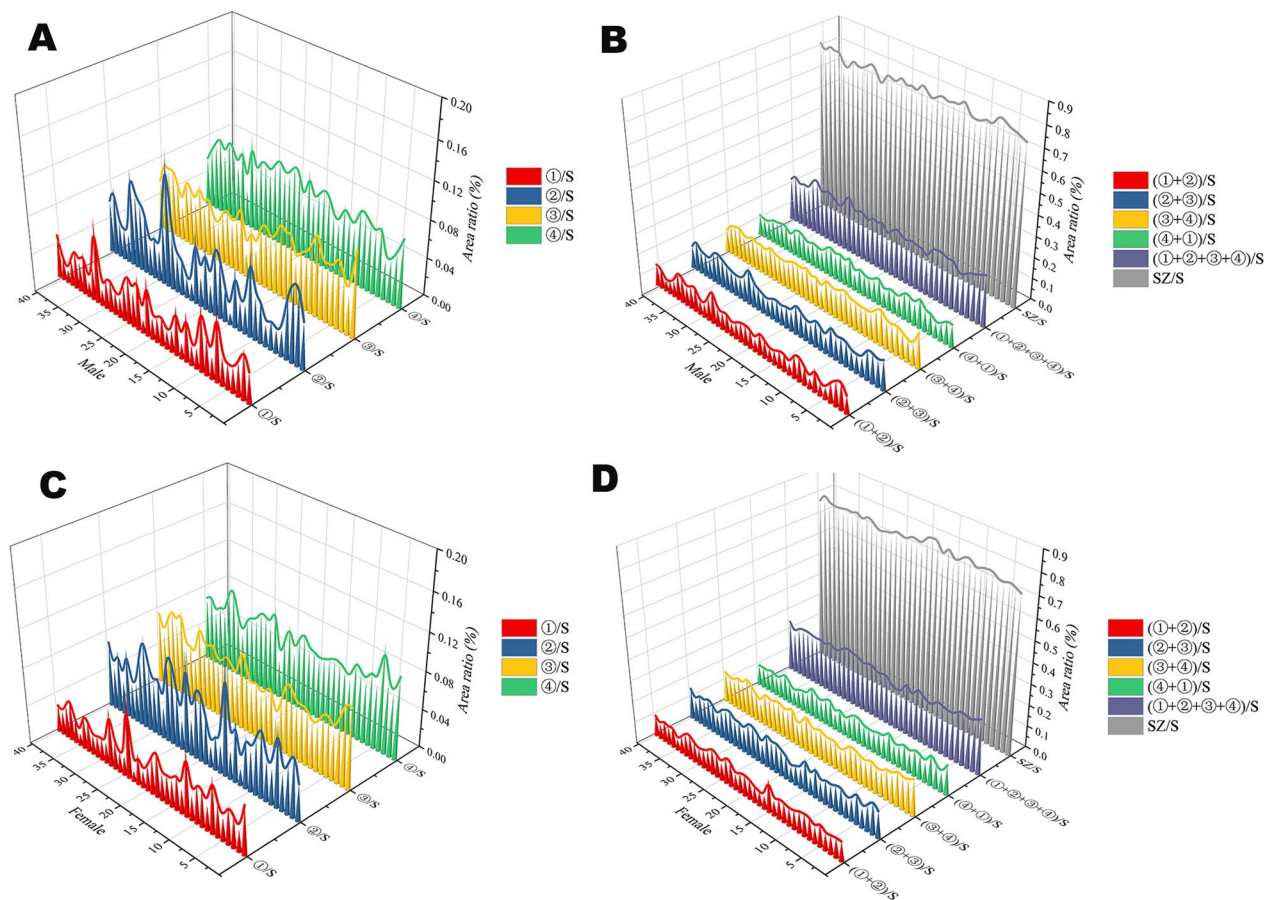 A
0.20
0.16
0.12
0.08
0.04
0.00
Area ratio (%)
40
35
30
25
20
15
10
5
Male
①/S
②/S
③/S
④/S
①/S
②/S
③/S
④/S
B
0.9
0.8
0.7
0.6
0.5
0.4
0.3
0.2
0.1
0.0
Area ratio (%)
40
35
30
25
20
15
10
5
Male
(①+②)/S
(②+③)/S
(③+④)/S
(④+①)/S
(①+②+③+④)/S
SZ/S
(①+②)/S
(②+③)/S
(③+④)/S
(④+①)/S
(①+②+③+④)/S
SZ/S
C
0.20
0.16
0.12
0.08
0.04
0.00
Area ratio (%)
40
35
30
25
20
15
10
5
Female
①/S
②/S
③/S
④/S
①/S
②/S
③/S
④/S
D
0.9
0.8
0.7
0.6
0.5
0.4
0.3
0.2
0.1
0.0
Area ratio (%)
40
35
30
25
20
15
10
5
Female
(①+②)/S
(②+③)/S
(③+④)/S
(④+①)/S
(①+②+③+④)/S
SZ/S
(①+②)/S
(②+③)/S
(③+④)/S
(④+①)/S
(①+②+③+④)/S
SZ/S